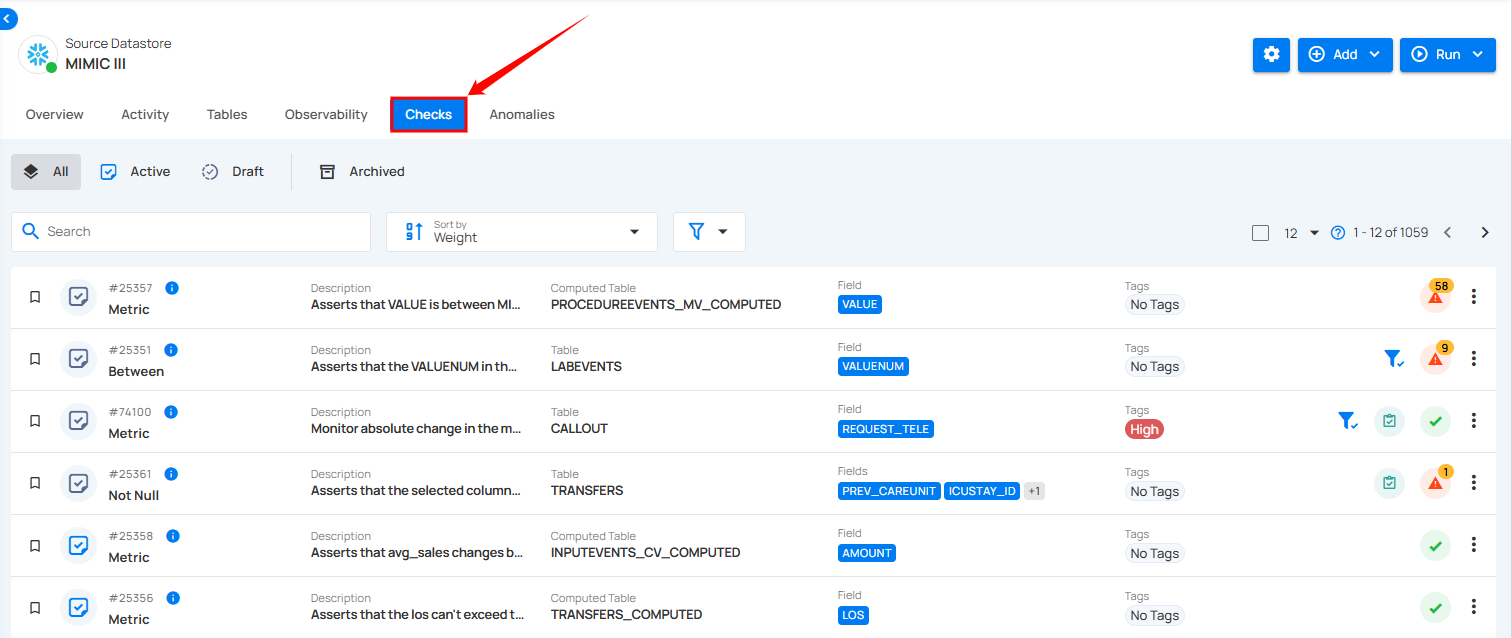 Source Datastore
MIMIC III
Add
Run
Overview Activity Tables Observability Checks Anomalies
All Active Draft Archived
Search
Sort by
Weight
12 1 - 12 of 1059
#25357 Description Computed Table Field Tags 58
Metric Asserts that VALUE is between MI... PROCEDUREEVENTS_MV_COMPUTED VALUE No Tags
#25351 Description Table Field Tags 9
Between Asserts that the VALUENUM in th... LABEVENTS VALUENUM No Tags
#74100 Description Table Field Tags
Metric Monitor absolute change in the m... CALLOUT REQUEST_TELE High
#25361 Description Table Fields Tags 1
Not Null Asserts that the selected column... TRANSFERS PREV_CAREUNIT ICUSTAY_ID +1 No Tags
#25358 Description Computed Table Field Tags
Metric Asserts that avg_sales changes b... INPUTEVENTS_CV_COMPUTED AMOUNT No Tags
#25356 Description Computed Table Field Tags
Metric Asserts that the los can't exceed t... TRANSFERS_COMPUTED LOS No Tags